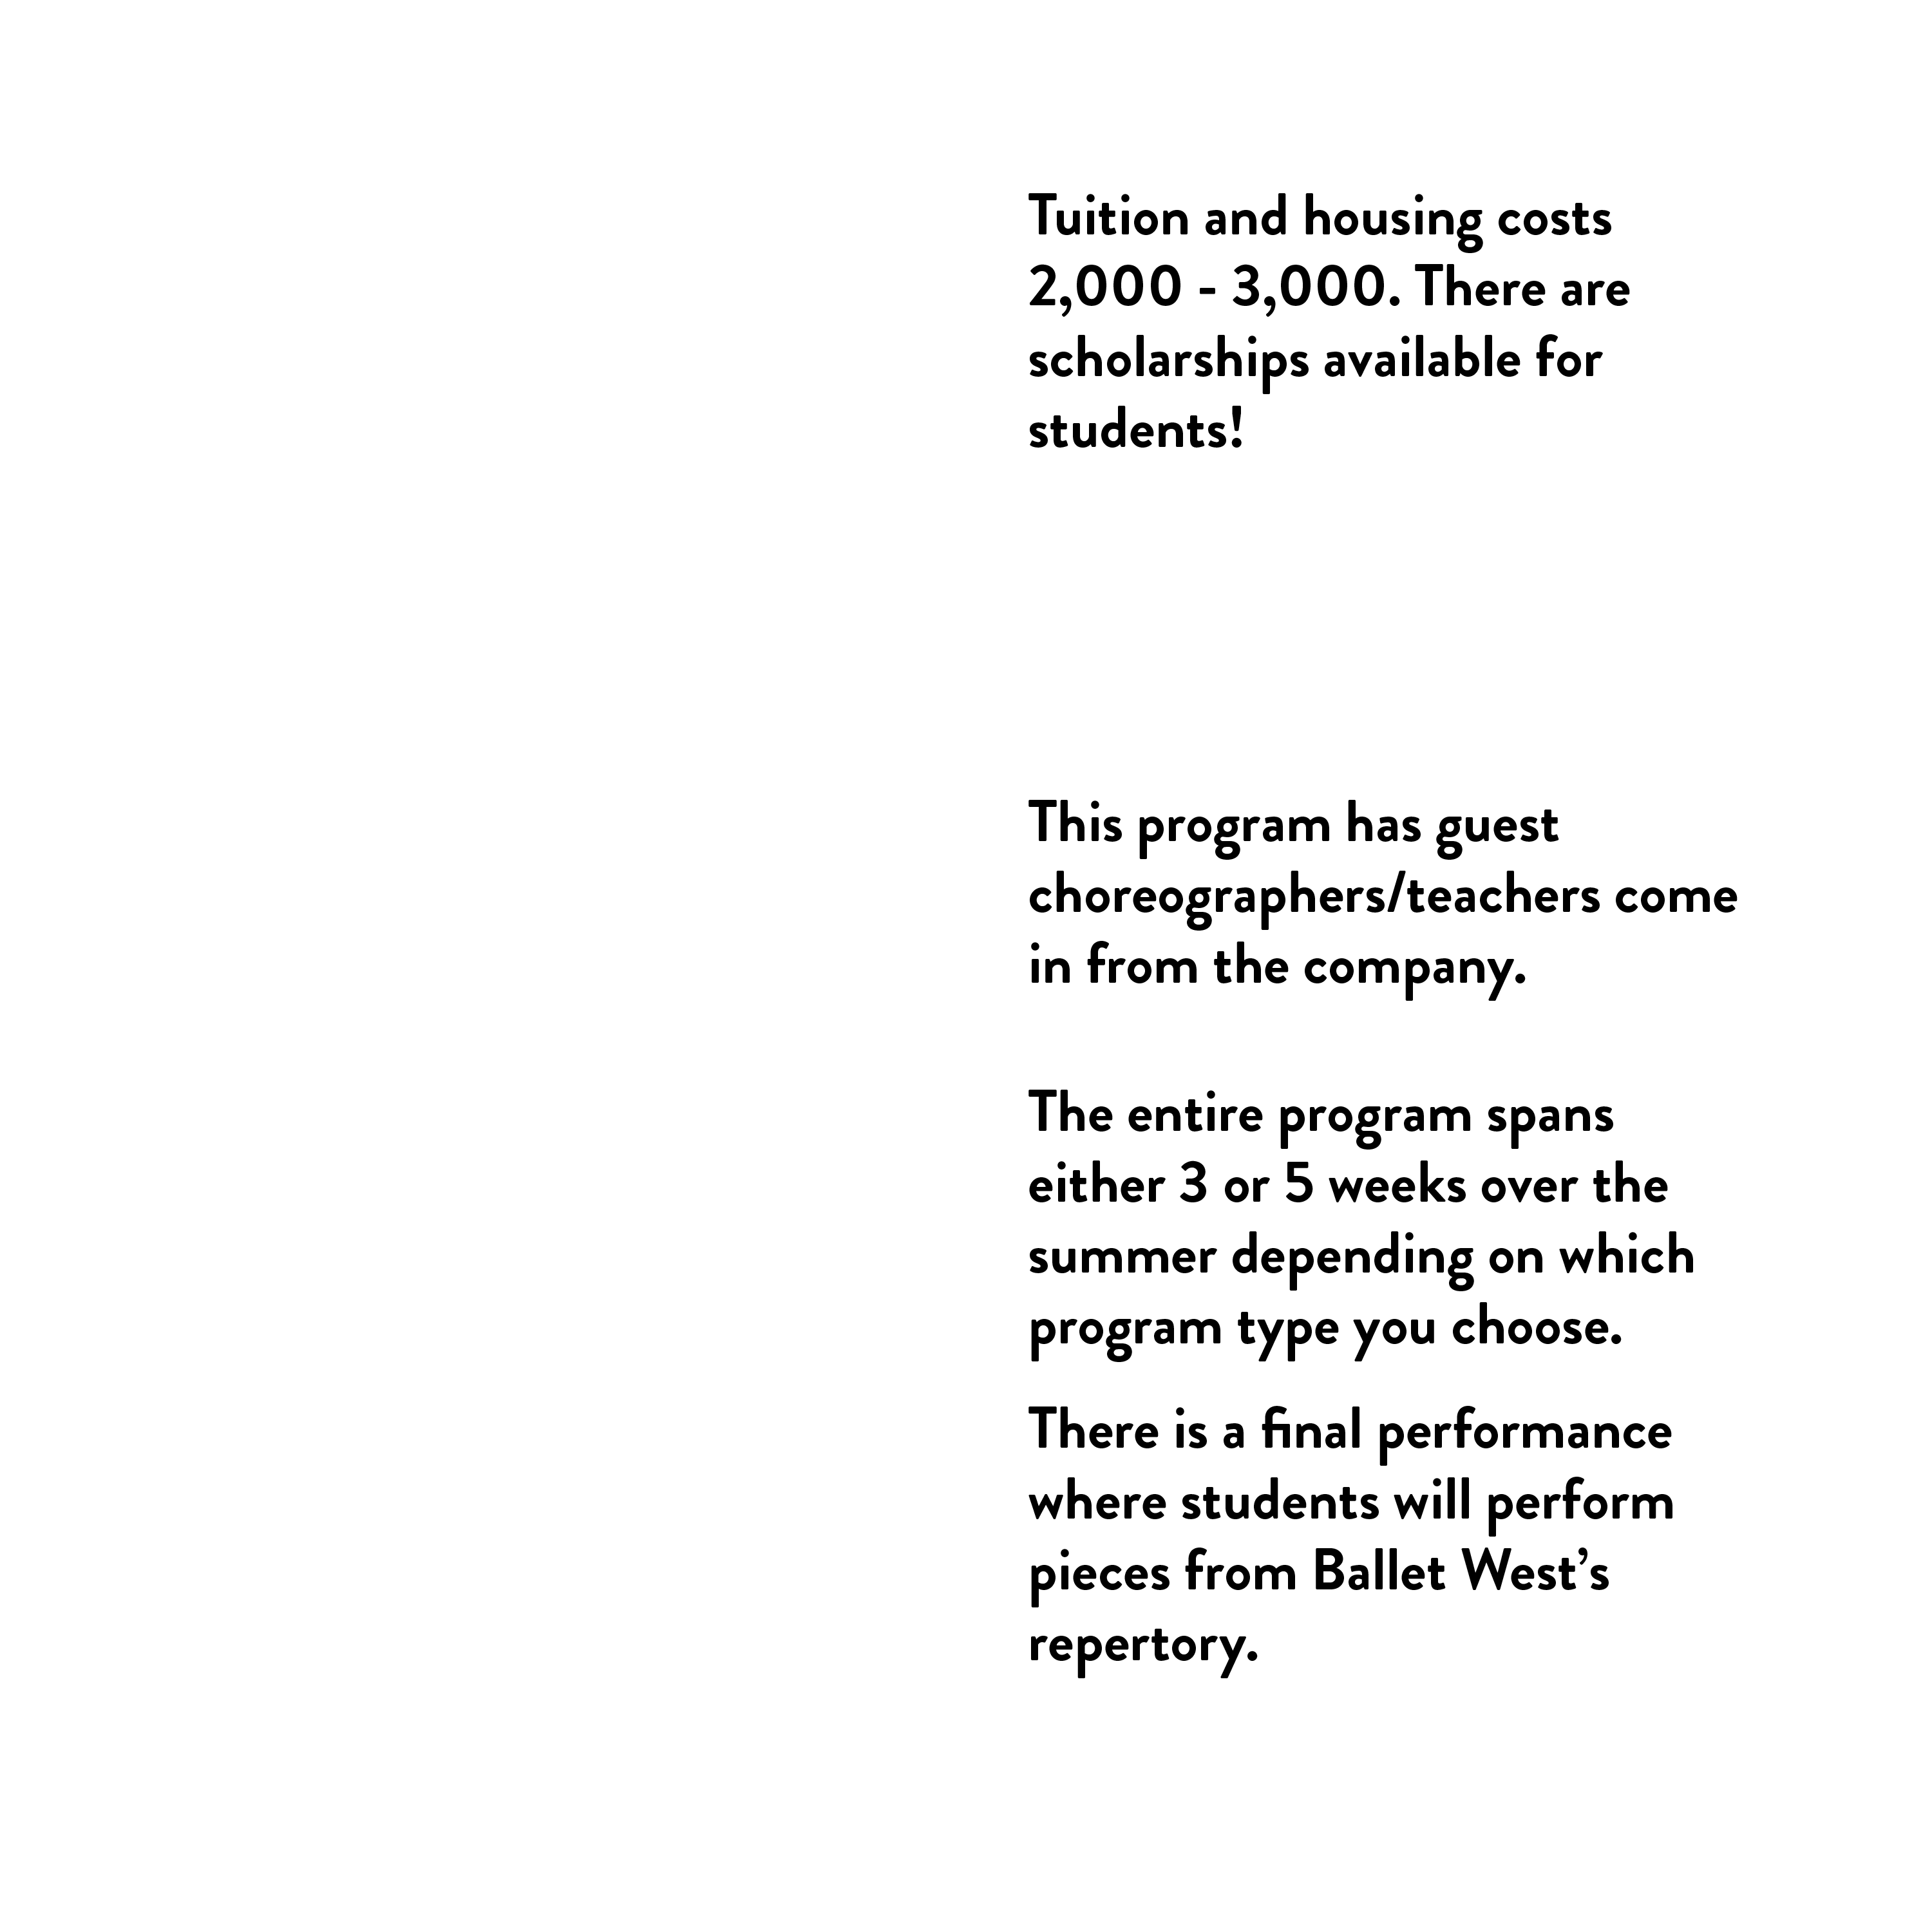 Tuition and housing costs
2,000 - 3,000. There are
scholarships available for
students!
This program has guest
choreographers/teachers come
in from the company.
The entire program spans
either 3 or 5 weeks over the
summer depending on which
program type you choose.
There is a final performance
where students will perform
pieces from Ballet West’s
repertory.